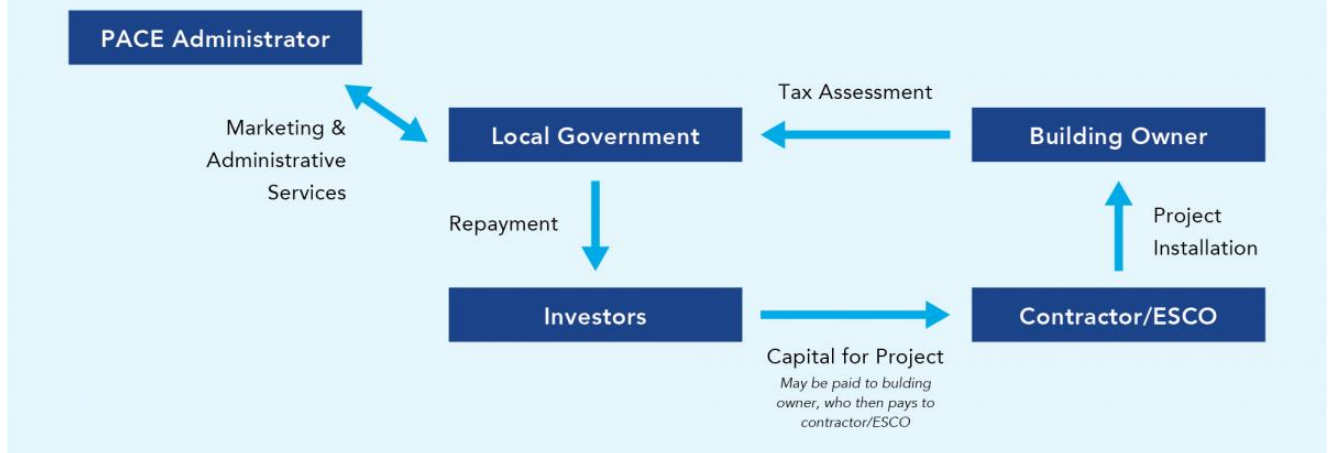 PACE Administrator
Tax Assessment
Marketing &
Administrative
Services
Local Government
Building Owner
Repayment
Project
Installation
Investors
Contractor/ESCO
Capital for Project
May be paid to bulding
owner, who then pays to
contractor/ESCO